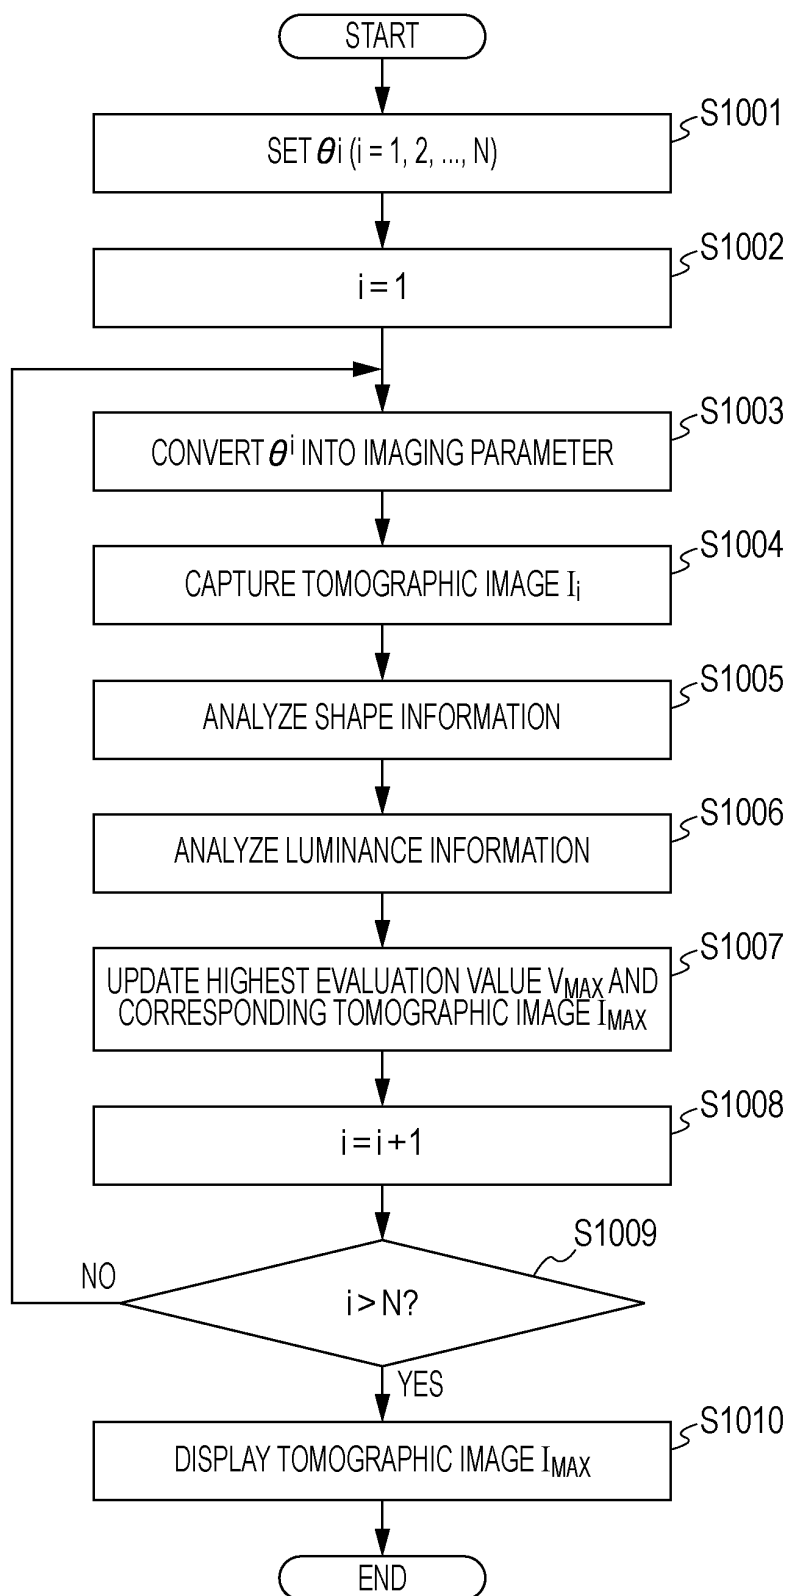 START
S1001
SET θi (i = 1, 2, ..., N)
S1002
i = 1
S1003
CONVERT θⁱ INTO IMAGING PARAMETER
S1004
CAPTURE TOMOGRAPHIC IMAGE Iᵢ
S1005
ANALYZE SHAPE INFORMATION
S1006
ANALYZE LUMINANCE INFORMATION
S1007
UPDATE HIGHEST EVALUATION VALUE VMAX AND
CORRESPONDING TOMOGRAPHIC IMAGE IMAX
S1008
i = i + 1
S1009
NO
i > N?
YES
S1010
DISPLAY TOMOGRAPHIC IMAGE IMAX
END